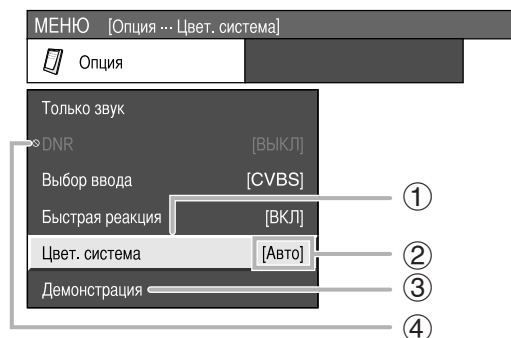 МЕНЮ [Опция ··· Цвет. система]
Опция
Только звук
DNR [ВЫКЛ]
Выбор ввода [CVBS]
Быстрая реакция [ВКЛ]
Цвет. система [Авто]
Демонстрация
①
②
③
④